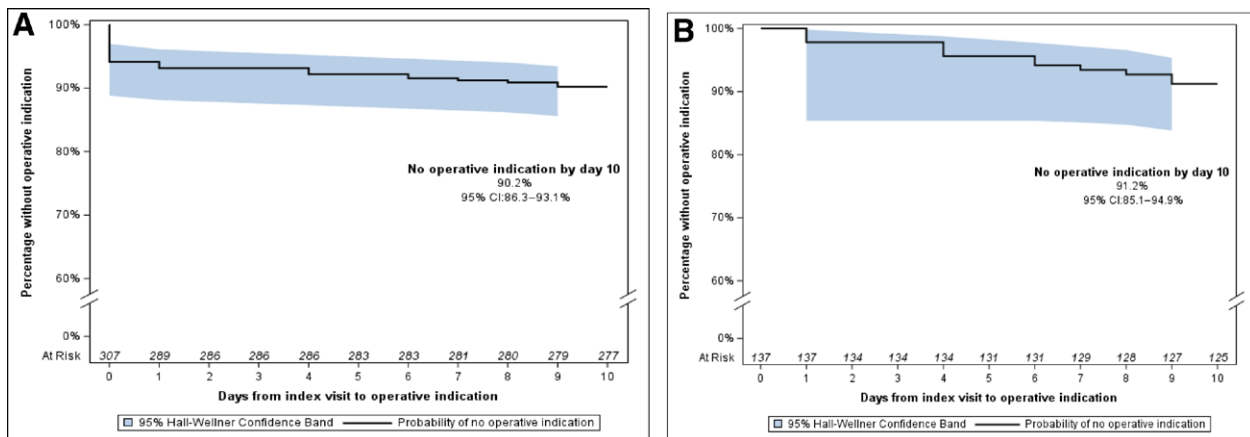 A
100%
90%
80%
70%
60%
0%
Percentage without operative indication
No operative indication by day 10
90.2%
95% CI:86.3–93.1%
At Risk 307 289 286 286 286 283 283 281 280 279 277
0 1 2 3 4 5 6 7 8 9 10
Days from index visit to operative indication
95% Hall-Wellner Confidence Band Probability of no operative indication
B
100%
90%
80%
70%
60%
0%
Percentage without operative indication
No operative indication by day 10
91.2%
95% CI:85.1–94.9%
At Risk 137 137 134 134 134 131 131 129 128 127 125
0 1 2 3 4 5 6 7 8 9 10
Days from index visit to operative indication
95% Hall-Wellner Confidence Band Probability of no operative indication